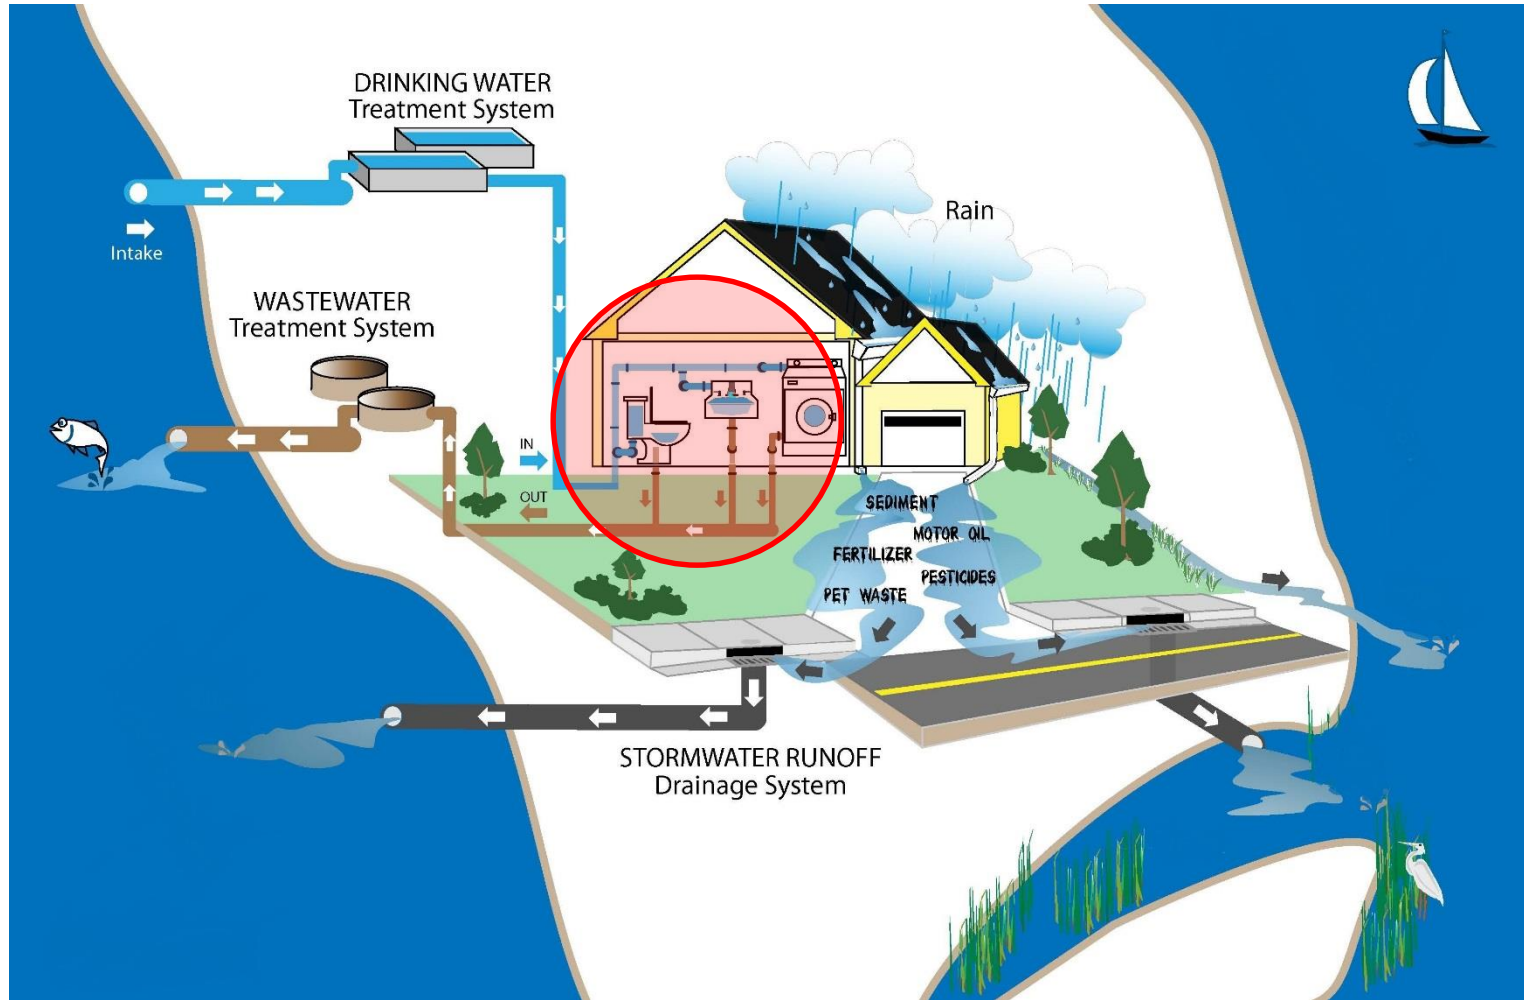 DRINKING WATER
Treatment System
Rain
Intake
WASTEWATER
Treatment System
IN
OUT
SEDIMENT
MOTOR OIL
FERTILIZER
PESTICIDES
PET WASTE
STORMWATER RUNOFF
Drainage System